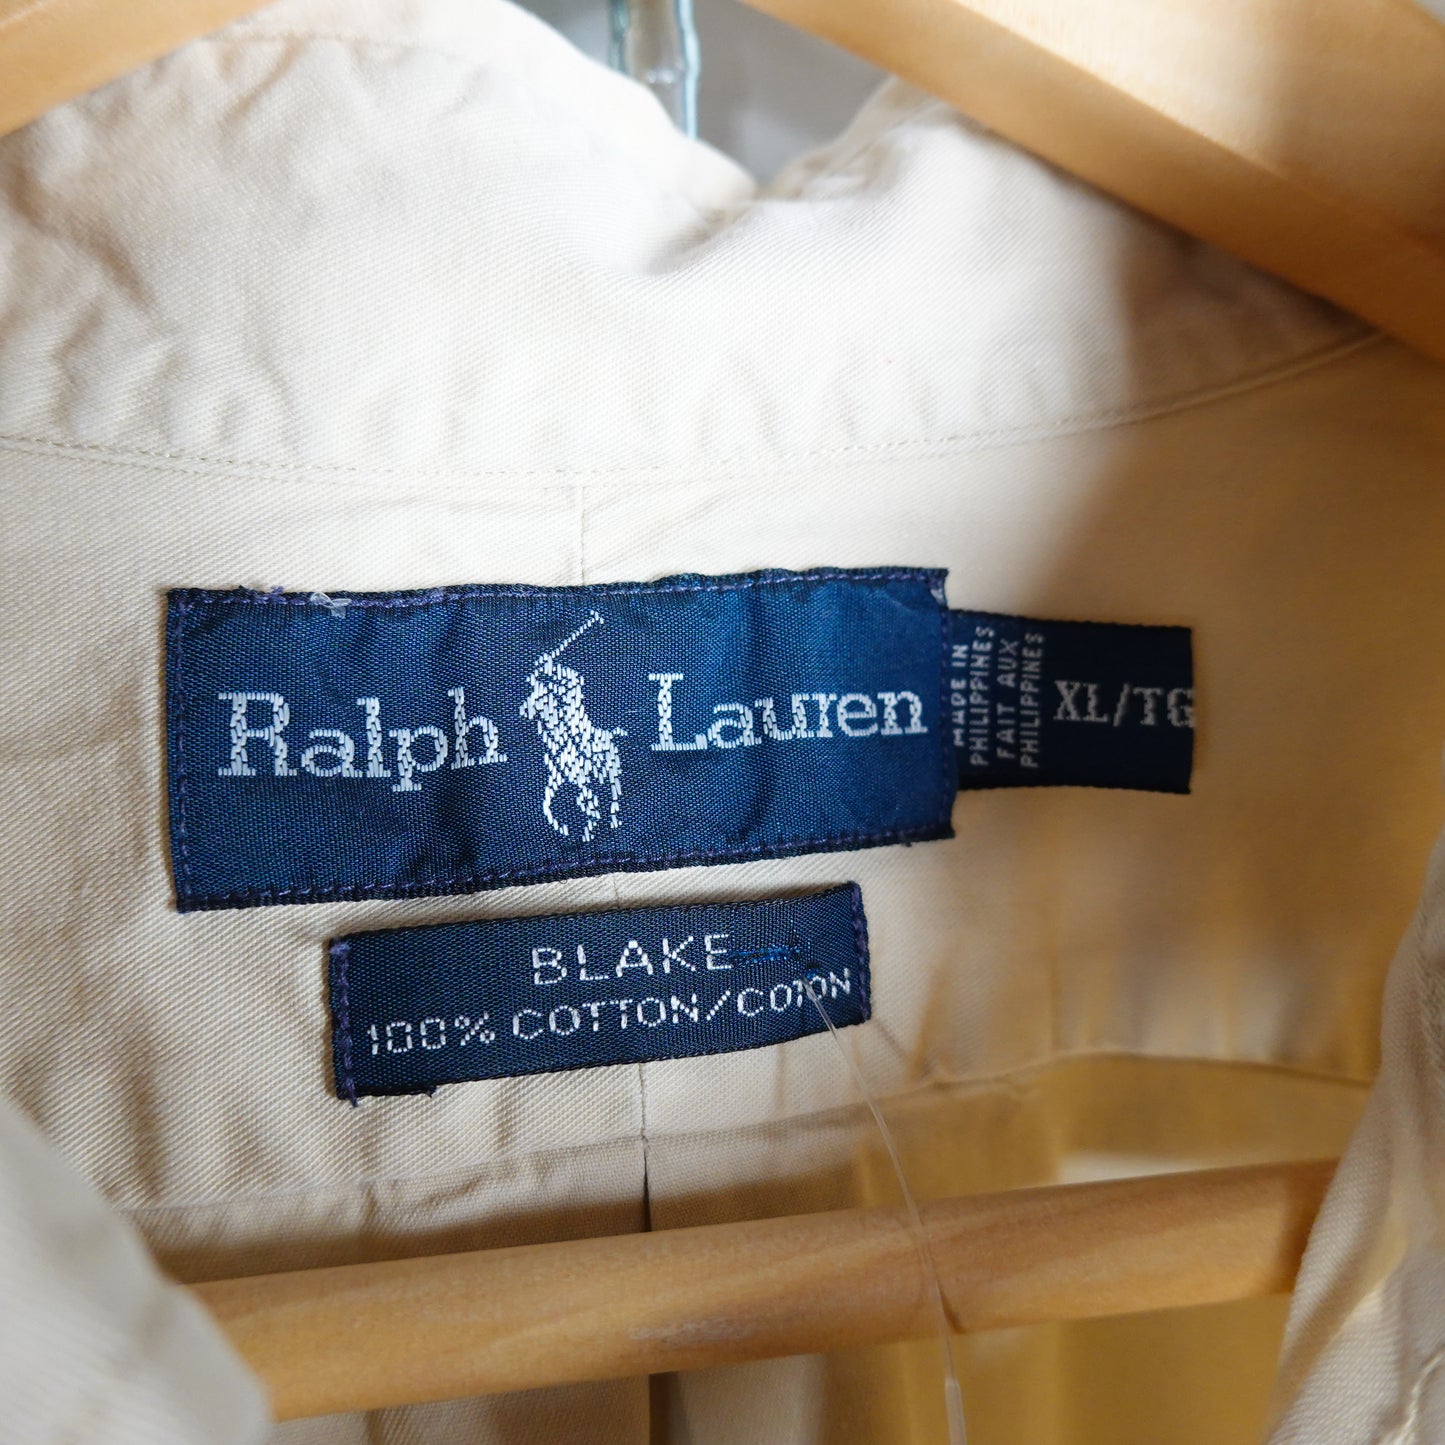 Ralph Lauren
MADE IN
PHILIPPINES
FAIT AUX
PHILIPPINES
XL/TG
BLAKE
100% COTTON/COTON